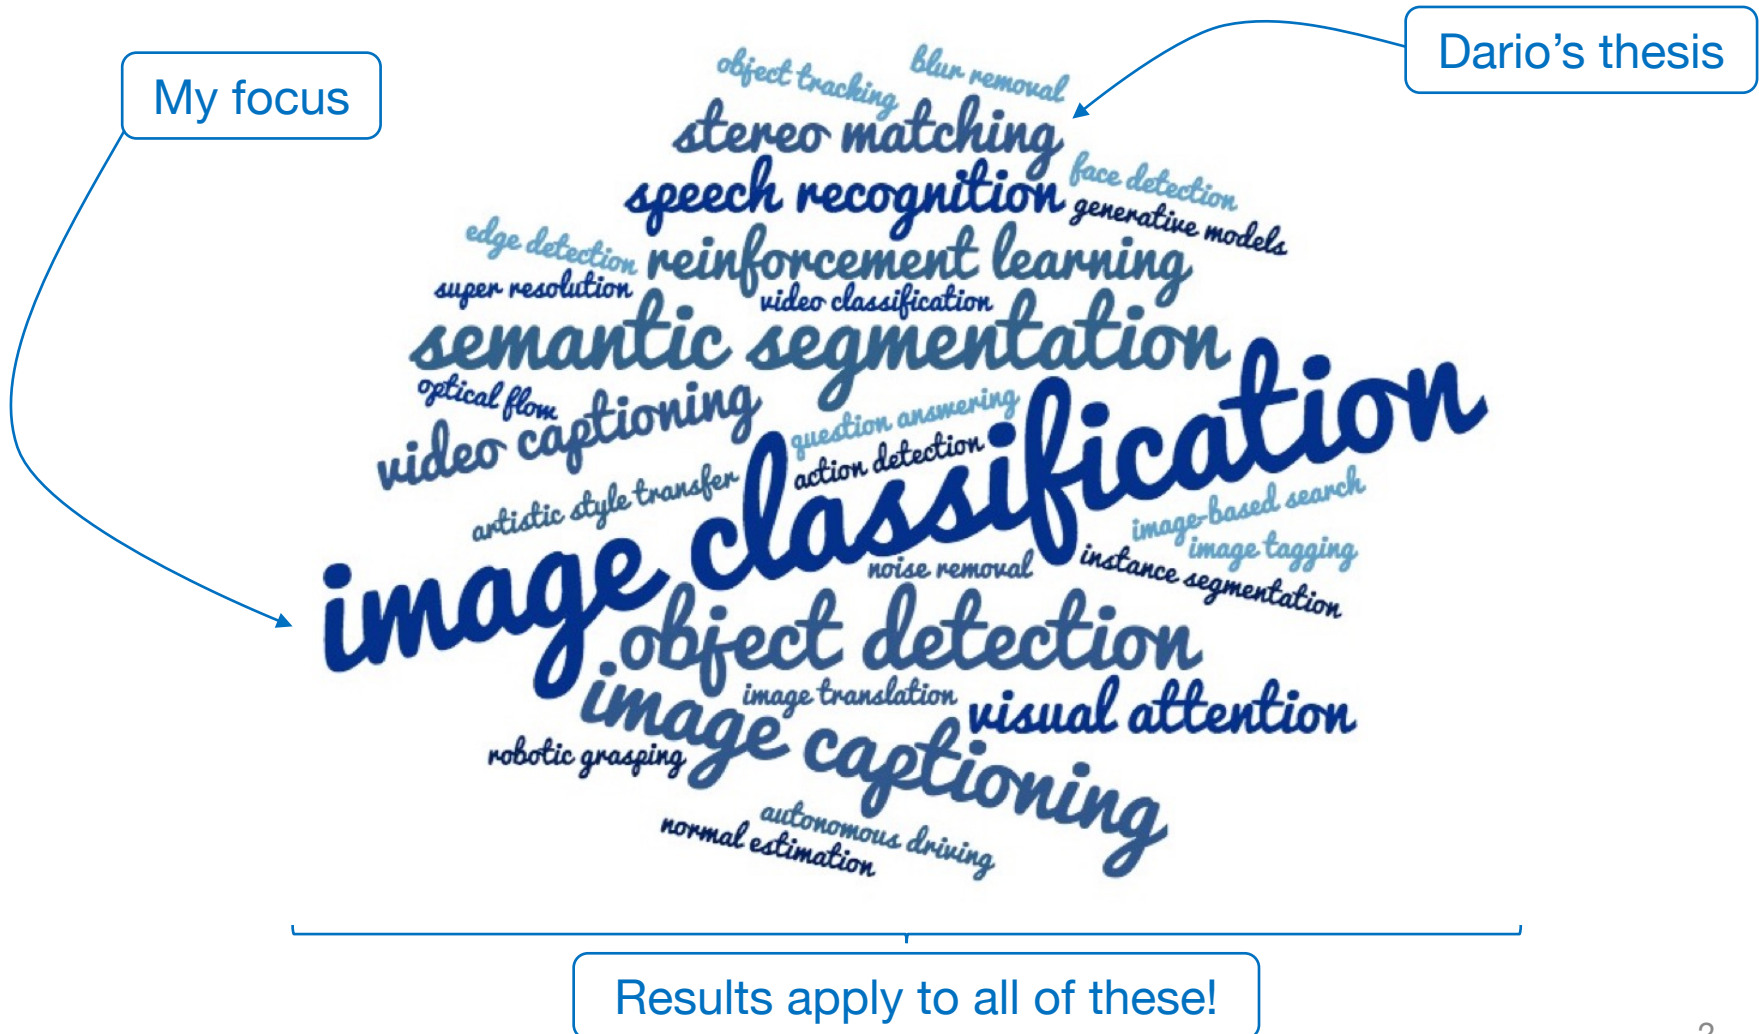 Dario's thesis
My focus
object tracking
blur removal
stereo matching
face detection
speech recognition
generative models
edge detection
reinforcement learning
super resolution
video classification
semantic segmentation
optical flow
video captioning
question answering
action detection
artistic style transfer
image classification
image-based search
image tagging
noise removal
instance segmentation
object detection
image translation
visual attention
image captioning
robotic grasping
autonomous driving
normal estimation
Results apply to all of these!